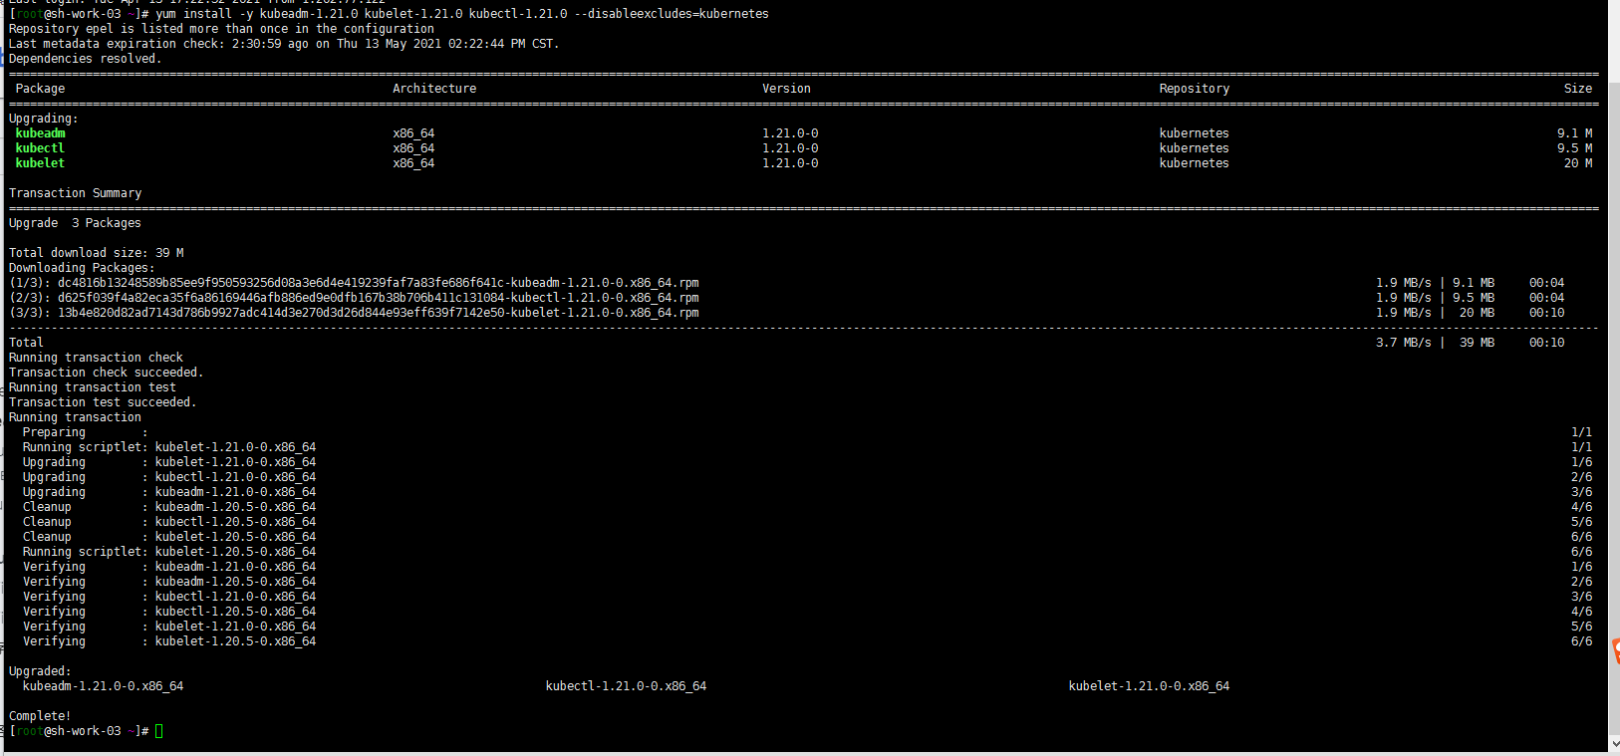 [root@sh-work-03 ~]# yum install -y kubeadm-1.21.0 kubelet-1.21.0 kubectl-1.21.0 --disableexcludes=kubernetes
Repository epel is listed more than once in the configuration
Last metadata expiration check: 2:30:59 ago on Thu 13 May 2021 02:22:44 PM CST.
Dependencies resolved.
Package Architecture Version Repository Size
Upgrading:
kubeadm x86_64 1.21.0-0 kubernetes 9.1 M
kubectl x86_64 1.21.0-0 kubernetes 9.5 M
kubelet x86_64 1.21.0-0 kubernetes 20 M
Transaction Summary
Upgrade 3 Packages
Total download size: 39 M
Downloading Packages:
(1/3): dc4816b13248589b85ee9f950593256d08a3e6d4e419239faf7a83fe686f641c-kubeadm-1.21.0-0.x86_64.rpm 1.9 MB/s | 9.1 MB 00:04
(2/3): d625f039f4a82eca35f6a86169446afb886ed9e0dfb167b38b706b411c131084-kubectl-1.21.0-0.x86_64.rpm 1.9 MB/s | 9.5 MB 00:04
(3/3): 13b4e820d82ad7143d786b9927adc414d3e270d3d26d844e93eff639f7142e50-kubelet-1.21.0-0.x86_64.rpm 1.9 MB/s | 20 MB 00:10
Total 3.7 MB/s | 39 MB 00:10
Running transaction check
Transaction check succeeded.
Running transaction test
Transaction test succeeded.
Running transaction
Preparing : 1/1
Running scriptlet: kubelet-1.21.0-0.x86_64 1/1
Upgrading : kubelet-1.21.0-0.x86_64 1/6
Upgrading : kubectl-1.21.0-0.x86_64 2/6
Upgrading : kubeadm-1.21.0-0.x86_64 3/6
Cleanup : kubeadm-1.20.5-0.x86_64 4/6
Cleanup : kubectl-1.20.5-0.x86_64 5/6
Cleanup : kubelet-1.20.5-0.x86_64 6/6
Running scriptlet: kubelet-1.20.5-0.x86_64 6/6
Verifying : kubeadm-1.21.0-0.x86_64 1/6
Verifying : kubeadm-1.20.5-0.x86_64 2/6
Verifying : kubectl-1.21.0-0.x86_64 3/6
Verifying : kubectl-1.20.5-0.x86_64 4/6
Verifying : kubelet-1.21.0-0.x86_64 5/6
Verifying : kubelet-1.20.5-0.x86_64 6/6
Upgraded:
kubeadm-1.21.0-0.x86_64 kubectl-1.21.0-0.x86_64 kubelet-1.21.0-0.x86_64
Complete!
[root@sh-work-03 ~]#